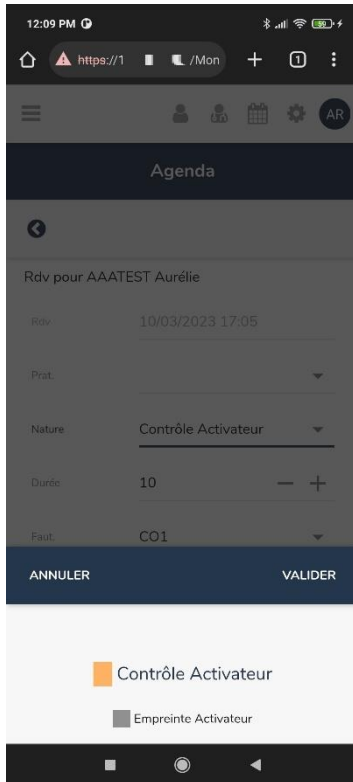 12:09 PM
59
https://1 /Mon
1
AR
Agenda
Rdv pour AAATEST Aurélie
Rdv 10/03/2023 17:05
Prat.
Nature Contrôle Activateur
Durée 10
Faut. CO1
ANNULER VALIDER
Contrôle Activateur
Empreinte Activateur